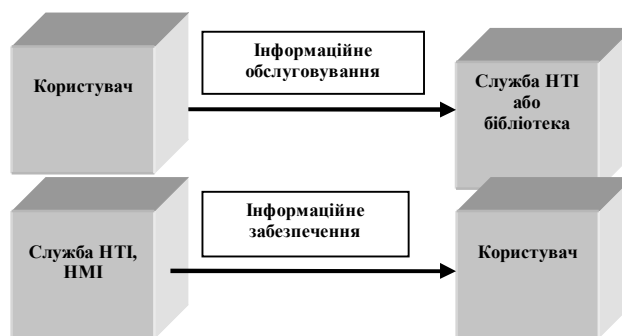 Користувач
Інформаційне
обслуговування
Служба НТІ
або
бібліотека
Служба НТІ,
НМІ
Інформаційне
забезпечення
Користувач